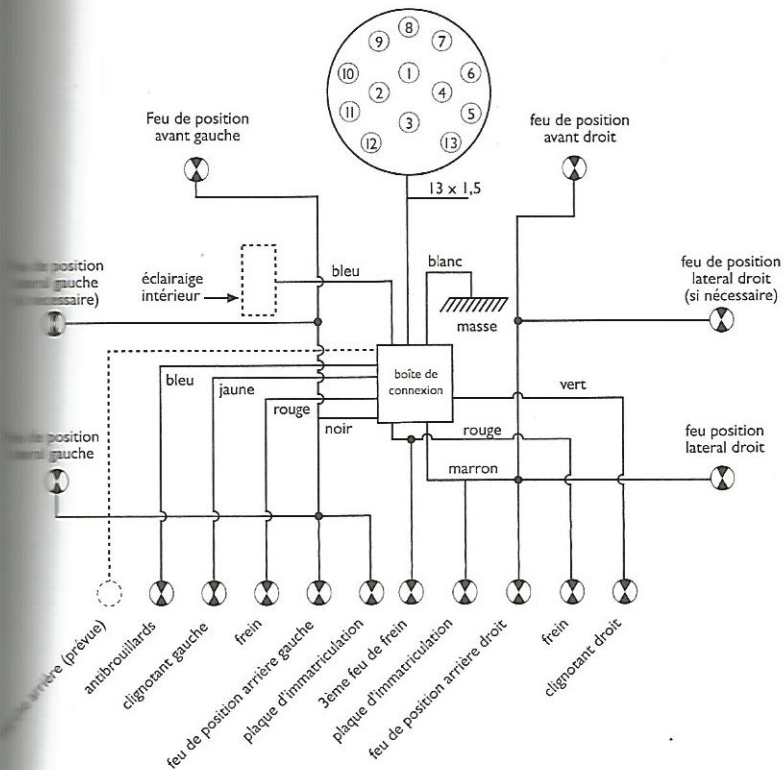 8
9
7
10
1
6
2
4
11
5
3
12
13
Feu de position
avant gauche
feu de position
avant droit
13 x 1,5
de position
gauche
nécessaire)
éclairaige
intérieur
bleu
blanc
masse
feu de position
lateral droit
(si nécessaire)
boîte de
connexion
bleu
jaune
rouge
noir
vert
rouge
marron
position
gauche
feu position
lateral droit
arrière (prévue)
antibrouillards
clignotant gauche
frein
feu de position arrière gauche
plaque d'immatriculation
3ème feu de frein
plaque d'immatriculation
feu de position arrière droit
frein
clignotant droit